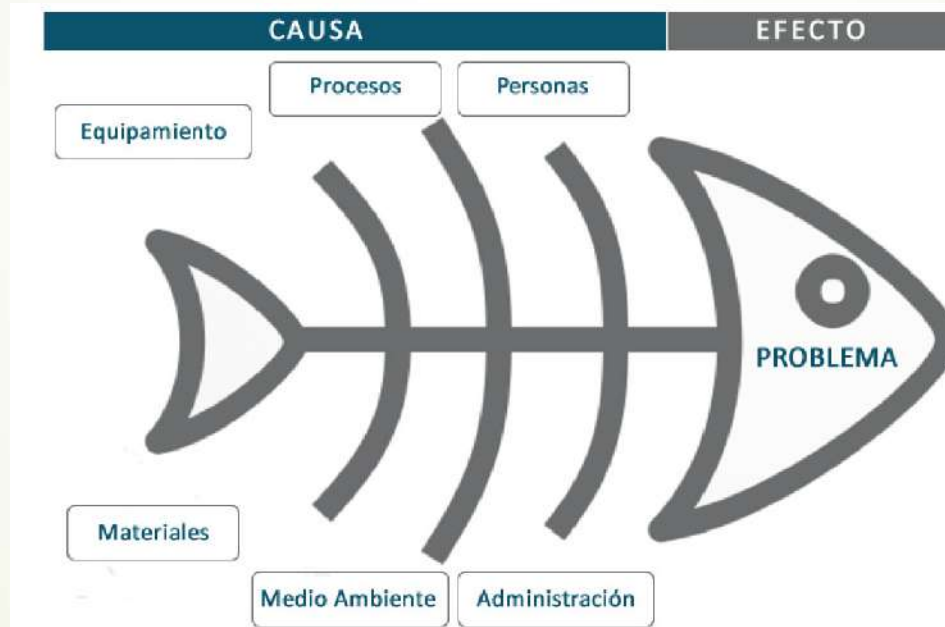 CAUSA
EFECTO
Procesos
Personas
Equipamiento
PROBLEMA
Materiales
Medio Ambiente
Administración